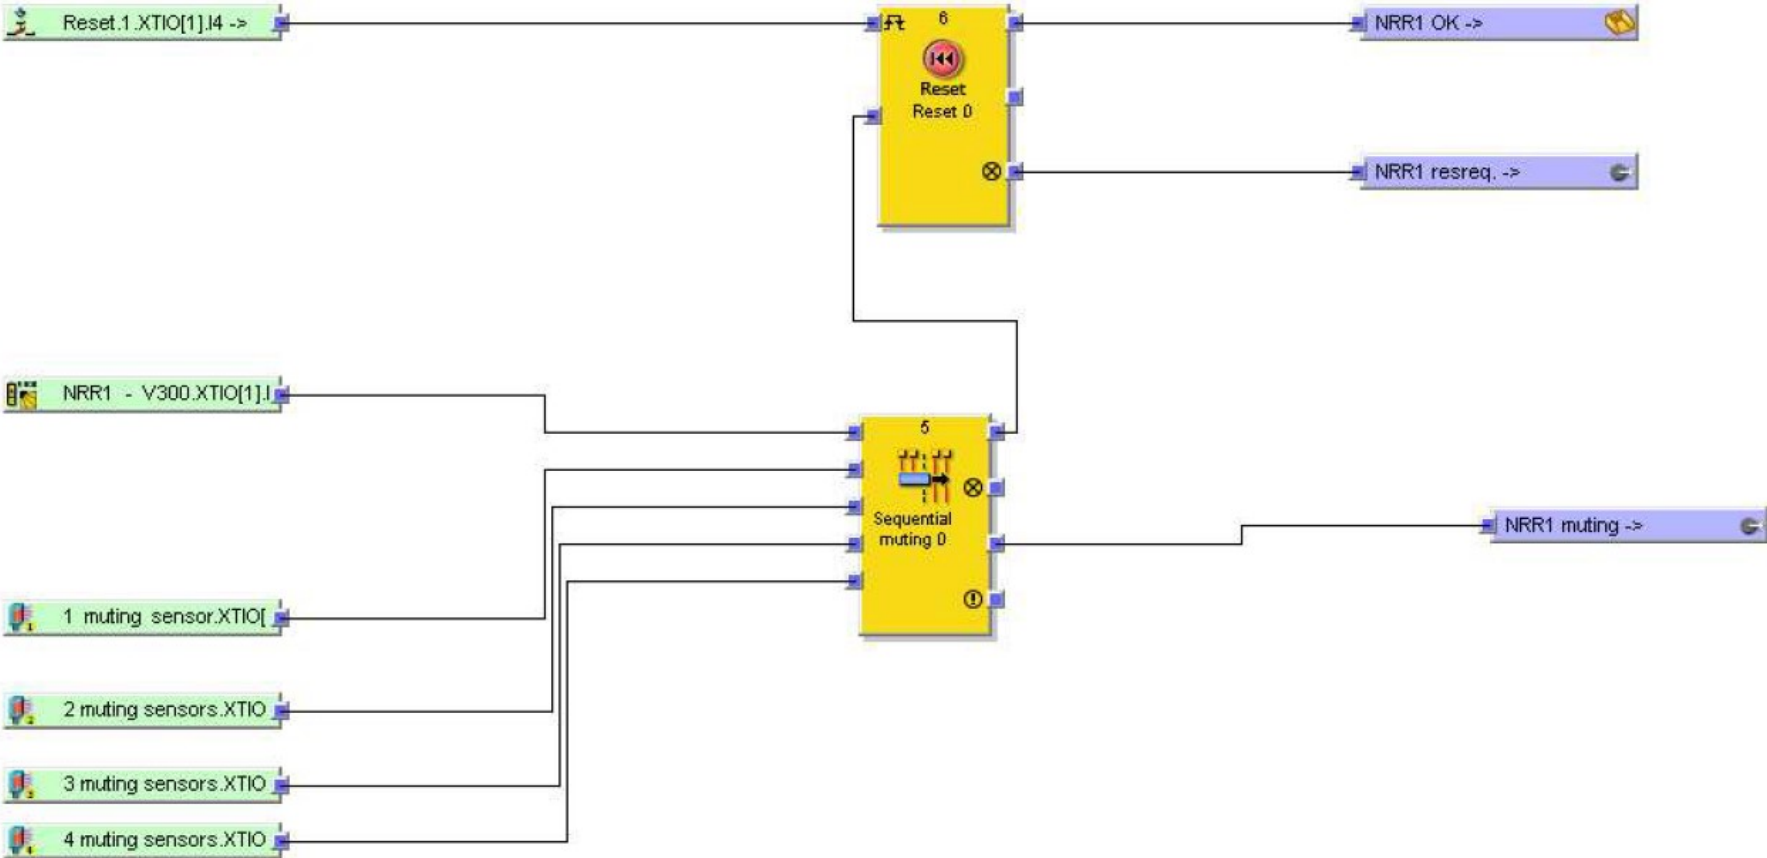 Reset.1.XTIO[1].I4 ->
6
Reset
Reset 0
NRR1 OK ->
NRR1 resreq. ->
NRR1 - V300.XTIO[1].I
5
Sequential
muting 0
NRR1 muting ->
1 muting sensor.XTIO[
2 muting sensors.XTIO
3 muting sensors.XTIO
4 muting sensors.XTIO